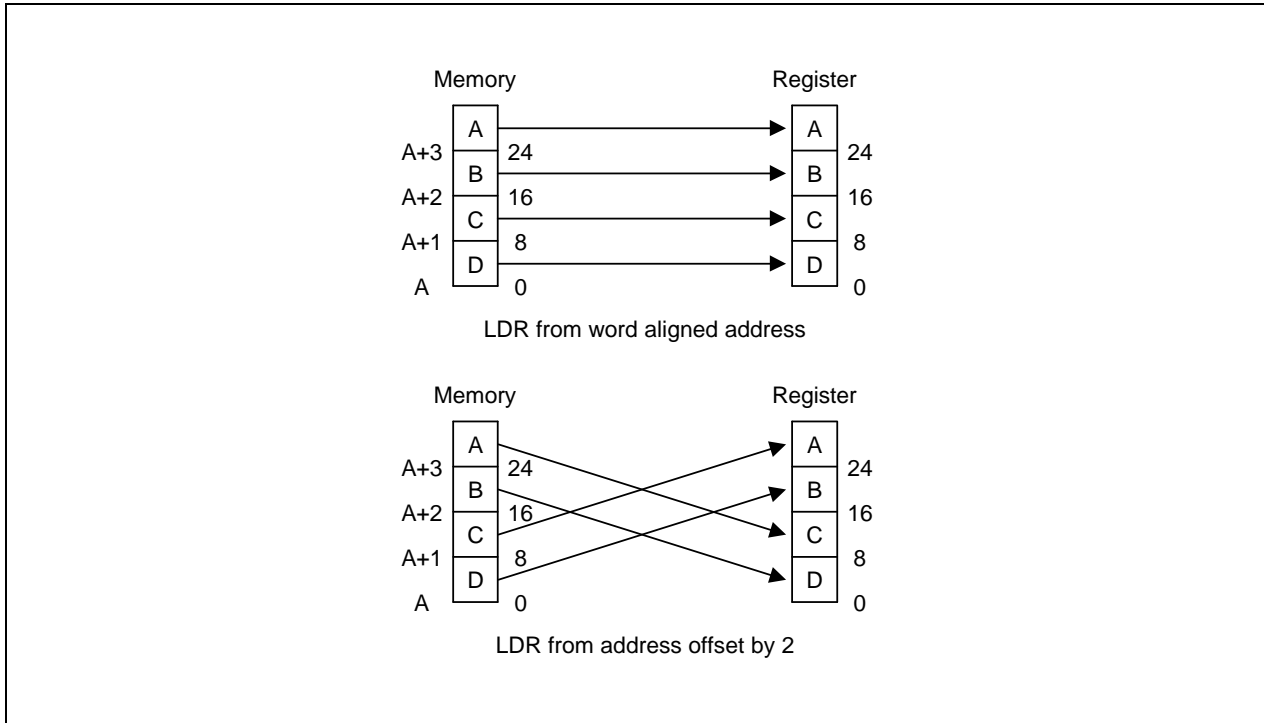 Memory Register
A A
A+3 24 24
B B
A+2 16 16
C C
A+1 8 8
D D
A 0 0
LDR from word aligned address
Memory Register
A A
A+3 24 24
B B
A+2 16 16
C C
A+1 8 8
D D
A 0 0
LDR from address offset by 2